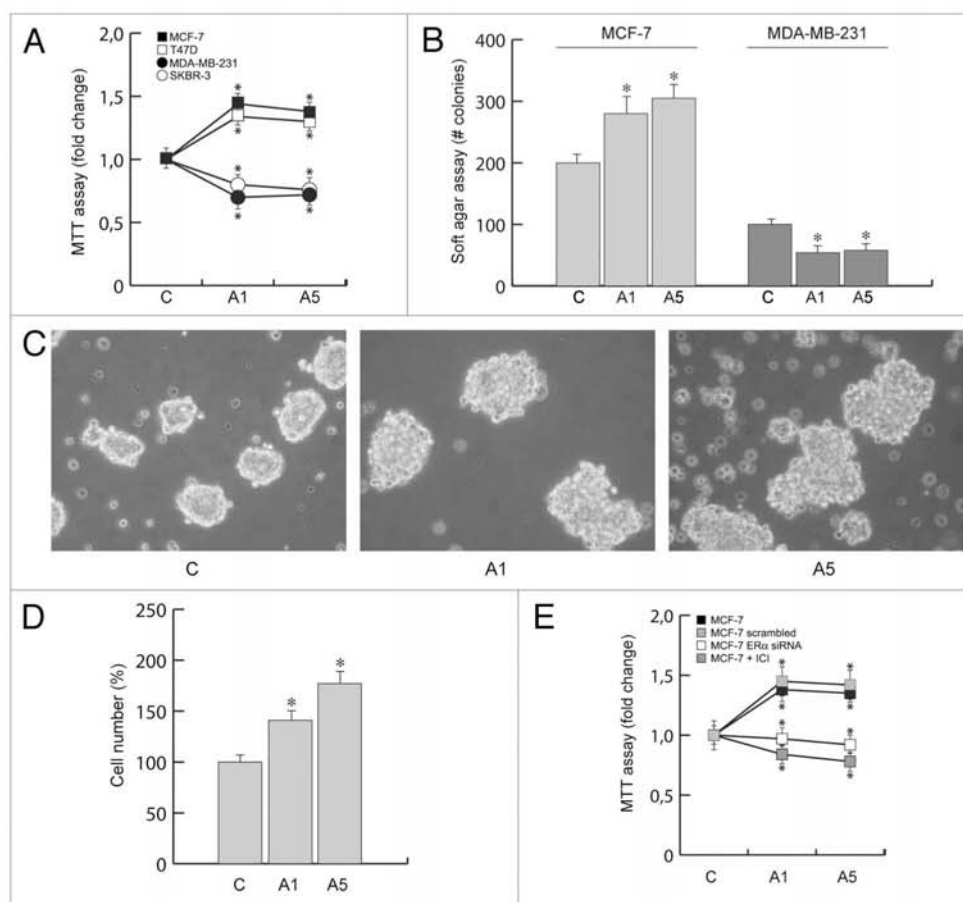 A
MCF-7
T47D
MDA-MB-231
SKBR-3
MTT assay (fold change)
2,0
1,5
1,0
0,5
0
* *
* *
* *
* *
C A1 A5
B
MCF-7 MDA-MB-231
Soft agar assay (# colonies)
400
300
200
100
0
* *
* *
C A1 A5 C A1 A5
C
C A1 A5
D
Cell number (%)
250
200
150
100
50
0
* *
C A1 A5
E
MCF-7
MCF-7 scrambled
MCF-7 ERα siRNA
MCF-7 + ICI
MTT assay (fold change)
2,0
1,5
1,0
0,5
0
* *
* *
* *
* *
C A1 A5